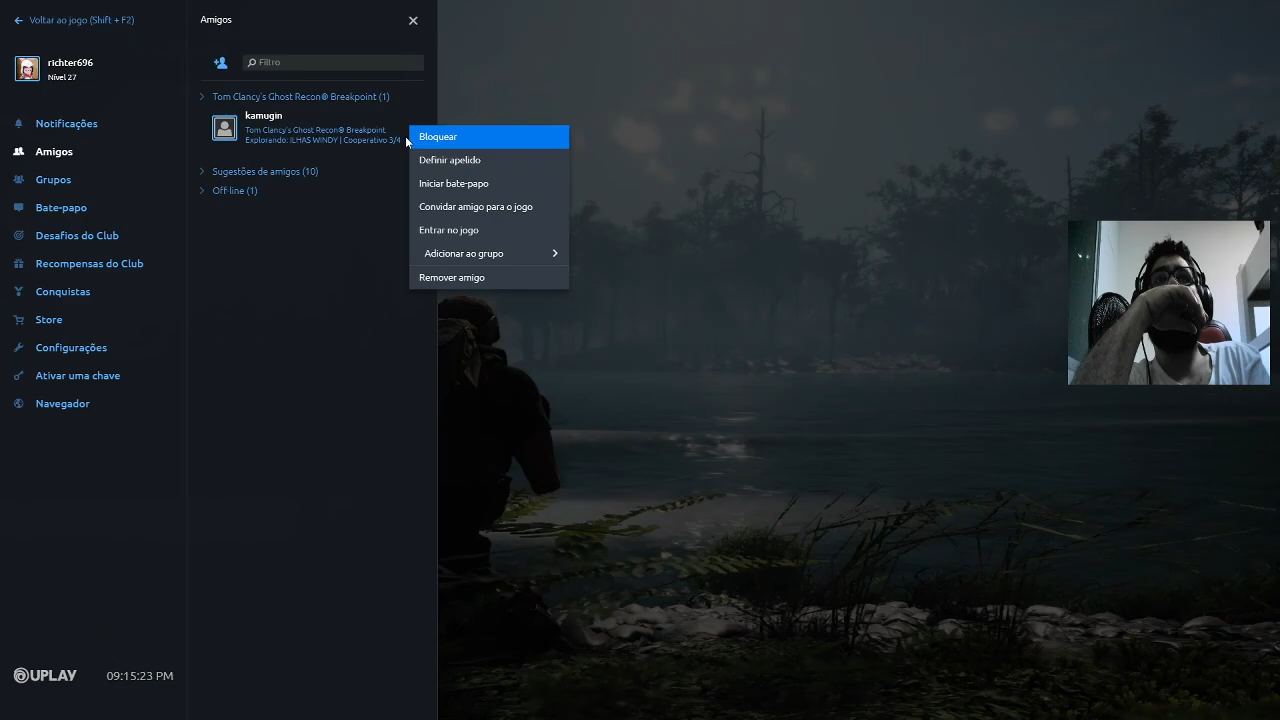 Voltar ao jogo (Shift + F2)
richter696
Nível 27
Notificações
Amigos
Grupos
Bate-papo
Desafios do Club
Recompensas do Club
Conquistas
Store
Configurações
Ativar uma chave
Navegador
UPLAY
09:15:23 PM
Amigos
Filtro
Tom Clancy's Ghost Recon® Breakpoint (1)
kamugin
Tom Clancy's Ghost Recon® Breakpoint
Explorando: ILHAS WINDY | Cooperativo 3/4
Sugestões de amigos (10)
Off-line (1)
Bloquear
Definir apelido
Iniciar bate-papo
Convidar amigo para o jogo
Entrar no jogo
Adicionar ao grupo
Remover amigo